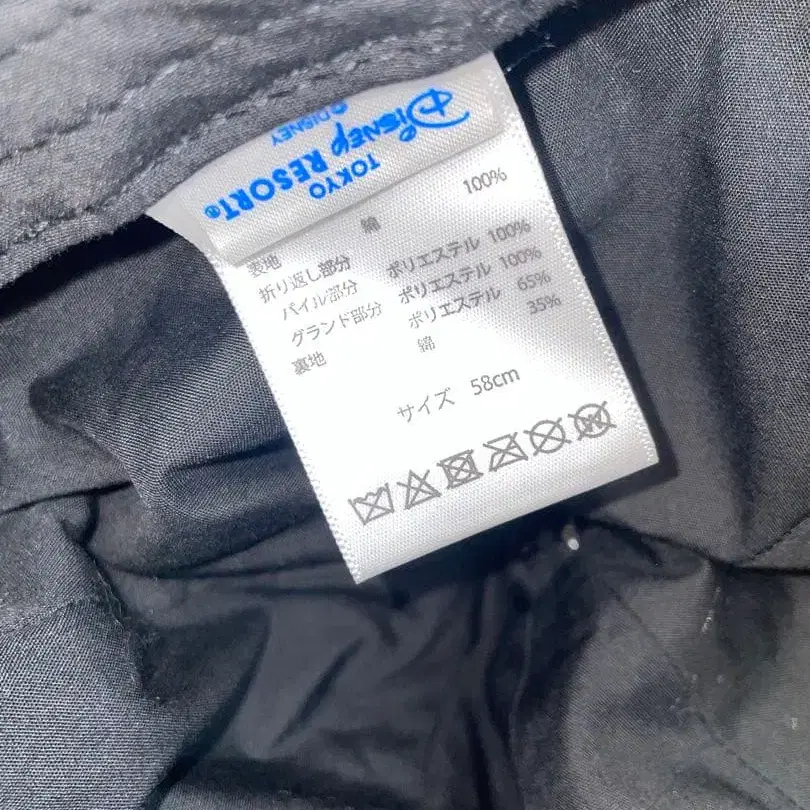 TOKYO
DISNEY RESORT®
© DISNEY
表地 綿 100%
折り返し部分
パイル部分 ポリエステル 100%
グランド部分 ポリエステル 100%
裏地 ポリエステル 65%
綿 35%
サイズ 58cm